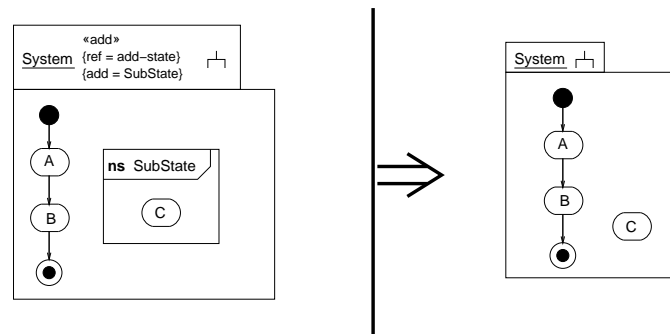 «add»
System {ref = add−state}
{add = SubState}
A
ns SubState
B
C
System
A
B
C